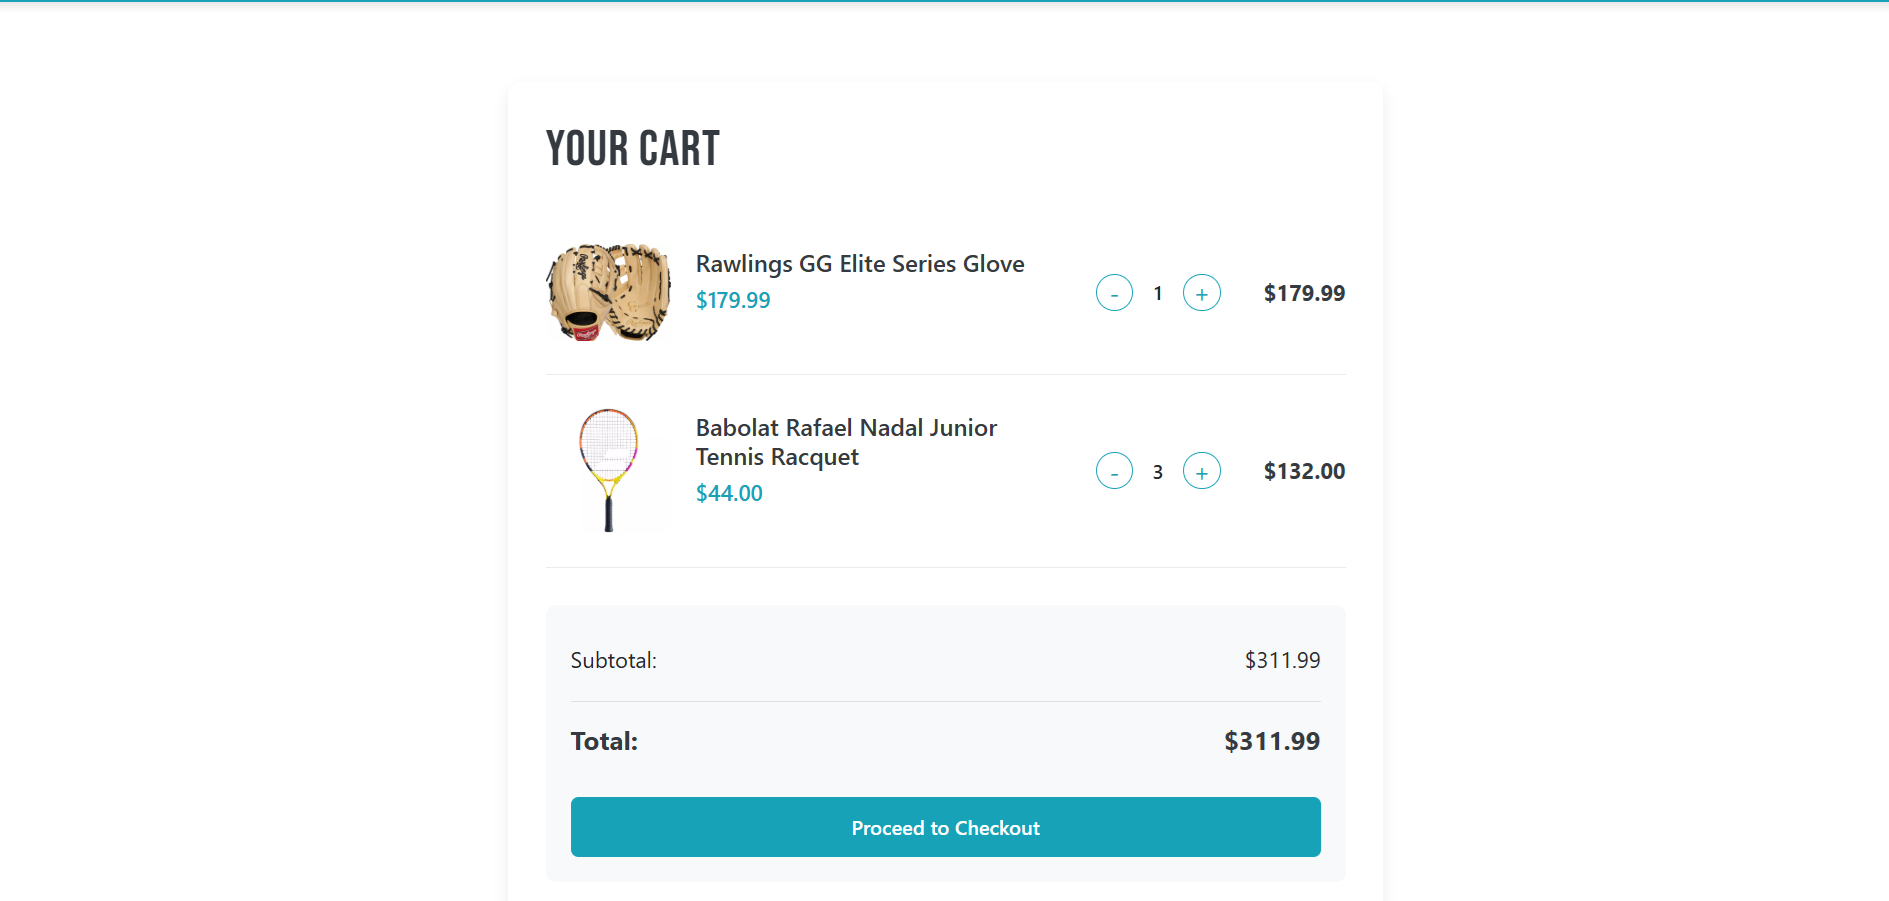 YOUR CART
Rawlings GG Elite Series Glove
$179.99
- 1 + $179.99
Babolat Rafael Nadal Junior
Tennis Racquet
$44.00
- 3 + $132.00
Subtotal: $311.99
Total: $311.99
Proceed to Checkout